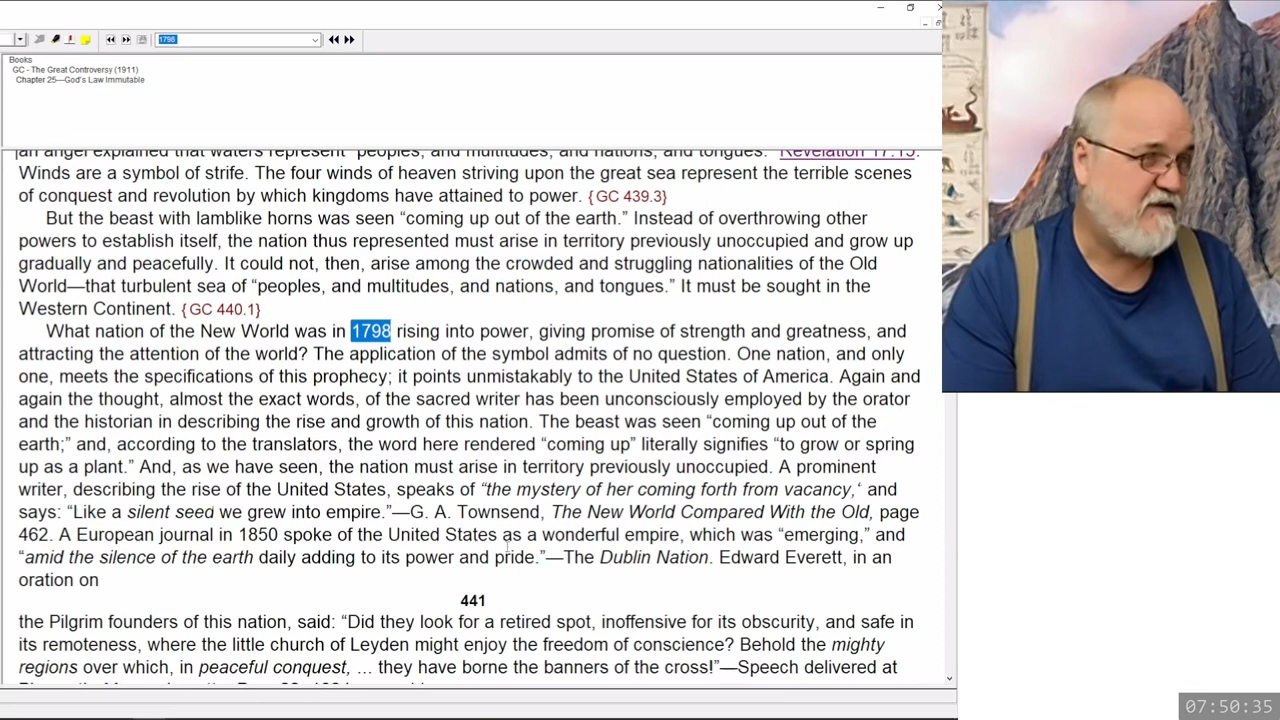 1798
Books
GC - The Great Controversy (1911)
Chapter 25—God's Law Immutable
an angel explained that waters represent "peoples, and multitudes, and nations, and tongues." Revelation 17:15.
Winds are a symbol of strife. The four winds of heaven striving upon the great sea represent the terrible scenes
of conquest and revolution by which kingdoms have attained to power. {GC 439.3}
But the beast with lamblike horns was seen “coming up out of the earth.” Instead of overthrowing other
powers to establish itself, the nation thus represented must arise in territory previously unoccupied and grow up
gradually and peacefully. It could not, then, arise among the crowded and struggling nationalities of the Old
World—that turbulent sea of “peoples, and multitudes, and nations, and tongues.” It must be sought in the
Western Continent. {GC 440.1}
What nation of the New World was in 1798 rising into power, giving promise of strength and greatness, and
attracting the attention of the world? The application of the symbol admits of no question. One nation, and only
one, meets the specifications of this prophecy; it points unmistakably to the United States of America. Again and
again the thought, almost the exact words, of the sacred writer has been unconsciously employed by the orator
and the historian in describing the rise and growth of this nation. The beast was seen “coming up out of the
earth;” and, according to the translators, the word here rendered “coming up” literally signifies “to grow or spring
up as a plant.” And, as we have seen, the nation must arise in territory previously unoccupied. A prominent
writer, describing the rise of the United States, speaks of “the mystery of her coming forth from vacancy,‘ and
says: “Like a silent seed we grew into empire.”—G. A. Townsend, The New World Compared With the Old, page
462. A European journal in 1850 spoke of the United States as a wonderful empire, which was “emerging,” and
“amid the silence of the earth daily adding to its power and pride.”—The Dublin Nation. Edward Everett, in an
oration on
441
the Pilgrim founders of this nation, said: “Did they look for a retired spot, inoffensive for its obscurity, and safe in
its remoteness, where the little church of Leyden might enjoy the freedom of conscience? Behold the mighty
regions over which, in peaceful conquest, ... they have borne the banners of the cross!”—Speech delivered at
07:50:35